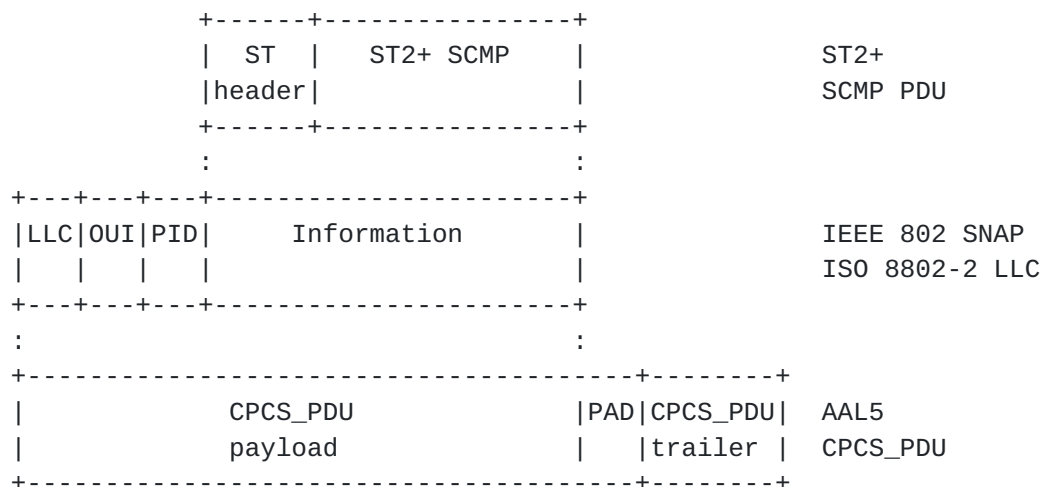 +------+----------------+
| ST | ST2+ SCMP | ST2+
|header| | SCMP PDU
+------+----------------+
: :
+---+---+---+-----------------------+
|LLC|OUI|PID| Information | IEEE 802 SNAP
| | | | | ISO 8802-2 LLC
+---+---+---+-----------------------+
: :
+---------------------------------------+--------+
| CPCS_PDU |PAD|CPCS_PDU| AAL5
| payload | |trailer | CPCS_PDU
+---------------------------------------+--------+